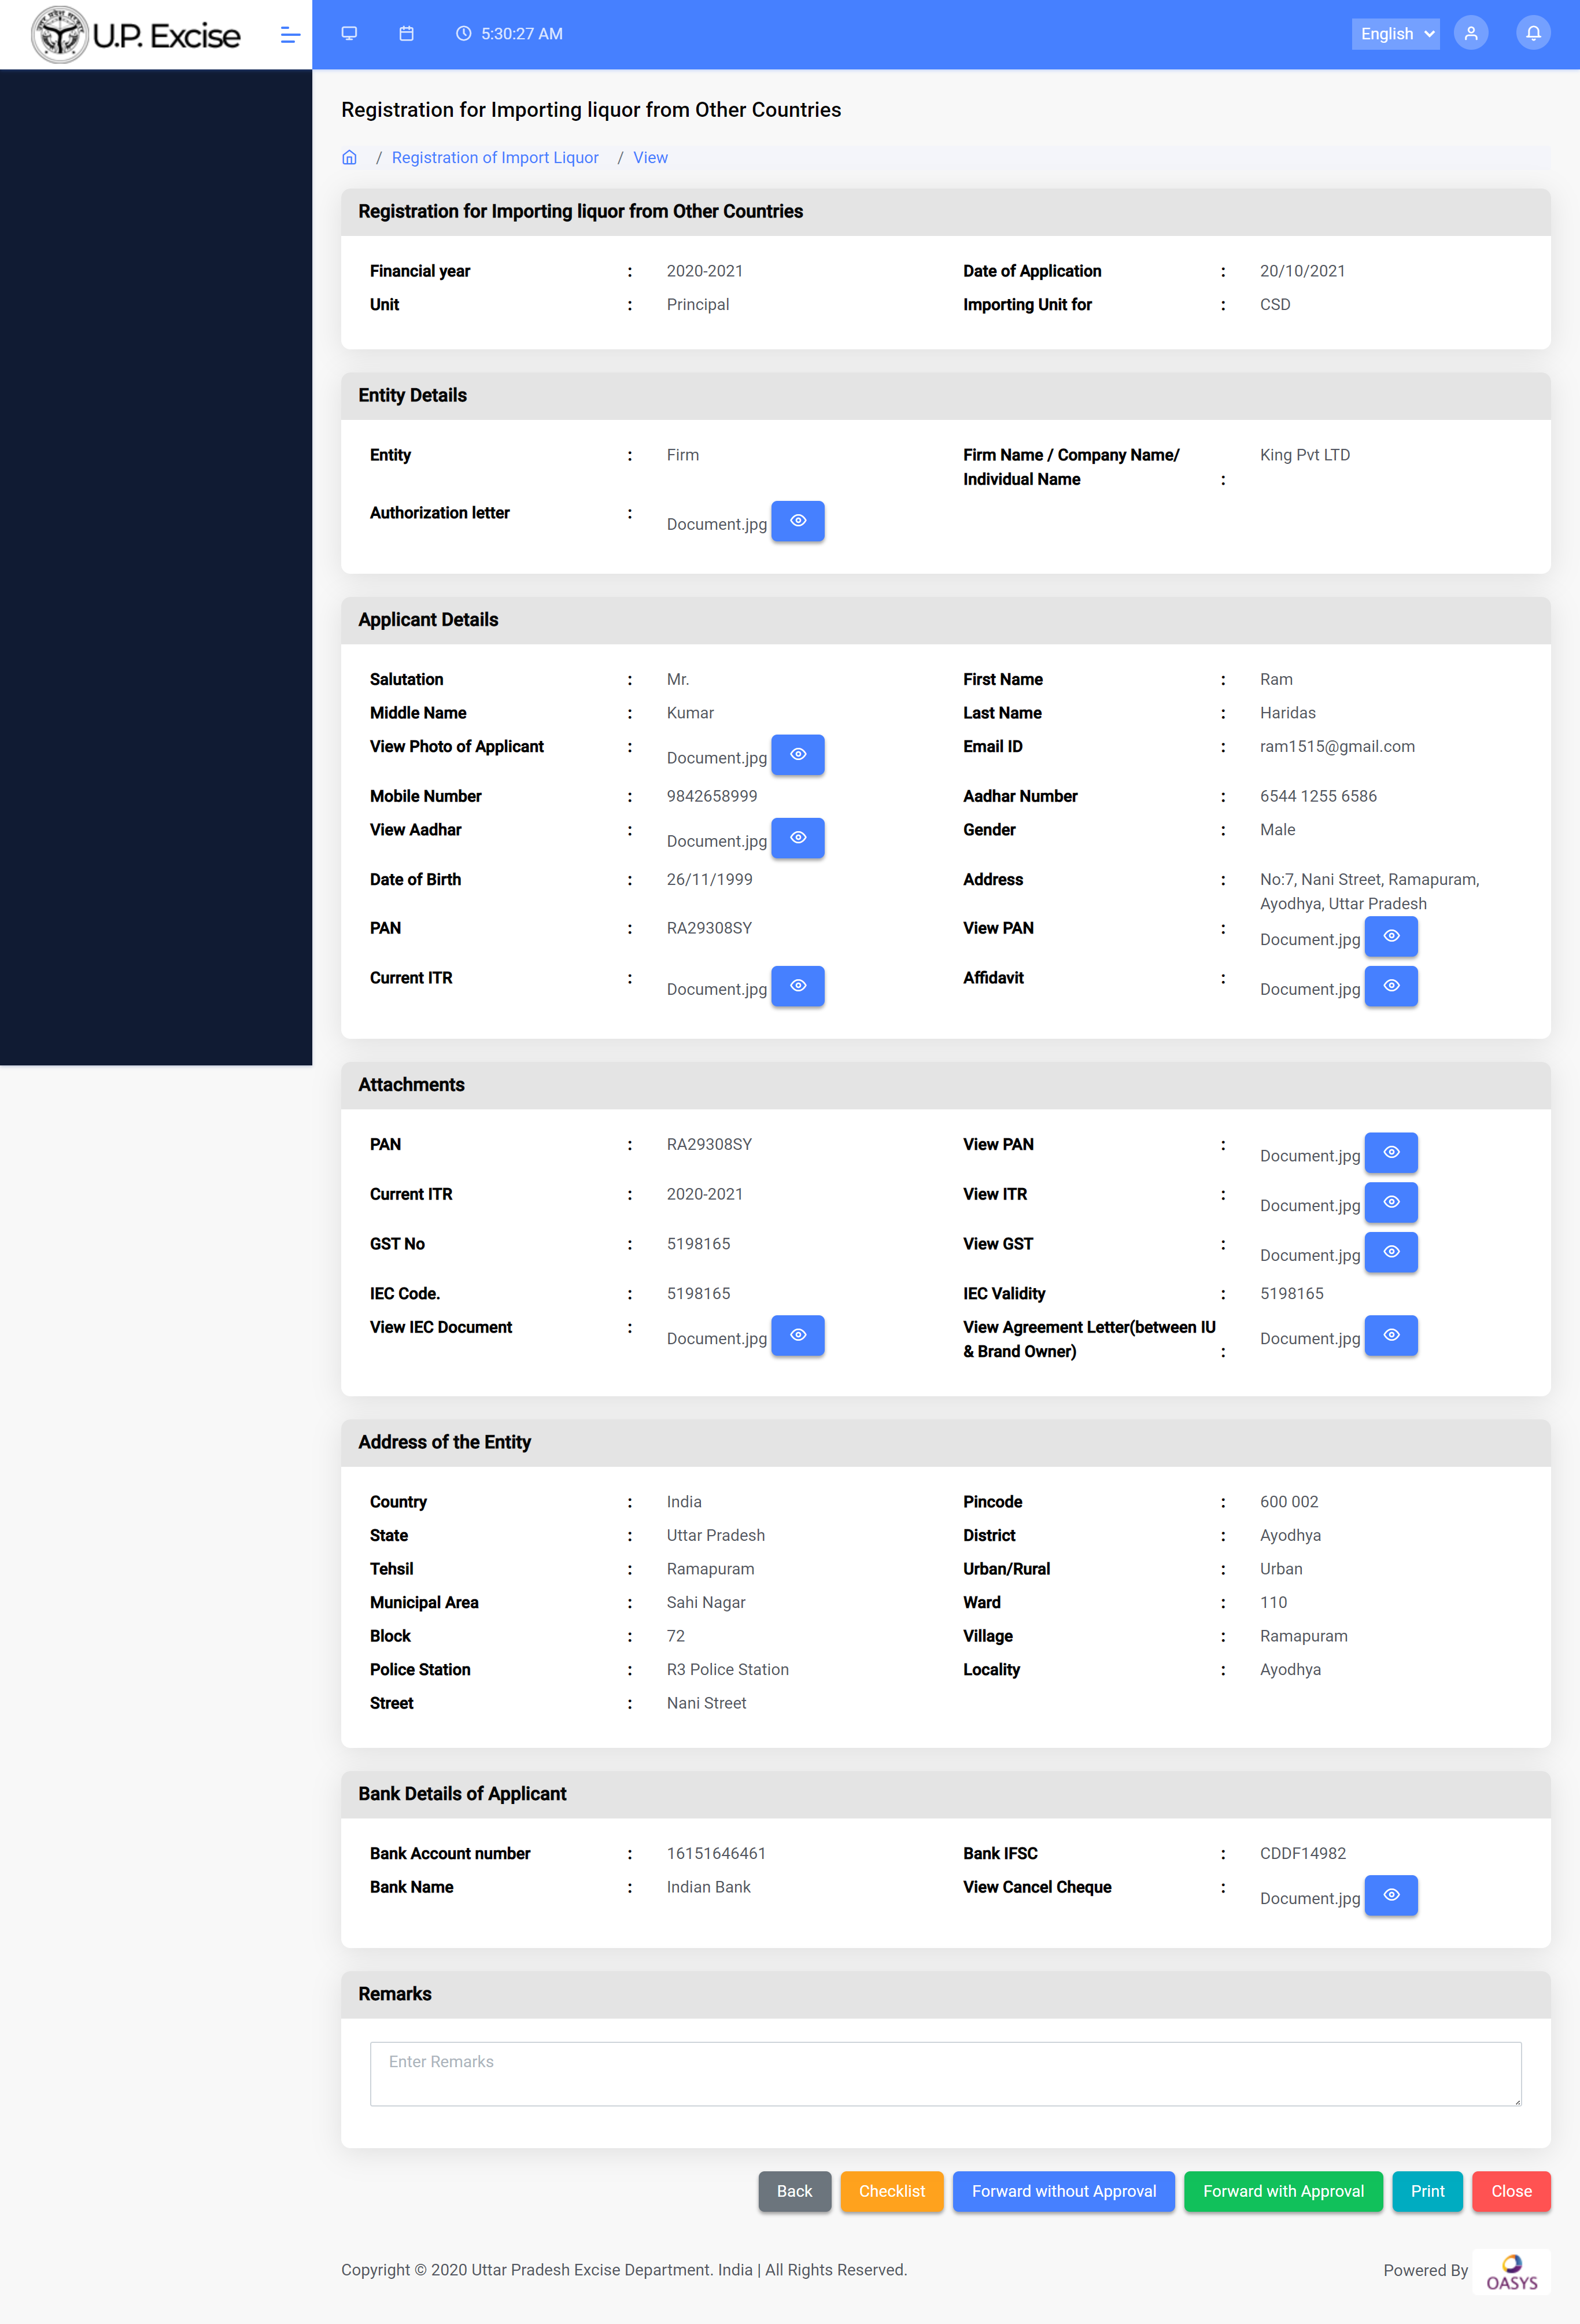 U.P. Excise
5:30:27 AM
English
Registration for Importing liquor from Other Countries
/ Registration of Import Liquor / View
Registration for Importing liquor from Other Countries
Financial year : 2020-2021 Date of Application : 20/10/2021
Unit : Principal Importing Unit for : CSD
Entity Details
Entity : Firm Firm Name / Company Name/ King Pvt LTD
Individual Name :
Authorization letter : Document.jpg
Applicant Details
Salutation : Mr. First Name : Ram
Middle Name : Kumar Last Name : Haridas
View Photo of Applicant : Document.jpg Email ID : ram1515@gmail.com
Mobile Number : 9842658999 Aadhar Number : 6544 1255 6586
View Aadhar : Document.jpg Gender : Male
Date of Birth : 26/11/1999 Address : No:7, Nani Street, Ramapuram,
Ayodhya, Uttar Pradesh
PAN : RA29308SY View PAN : Document.jpg
Current ITR : Document.jpg Affidavit : Document.jpg
Attachments
PAN : RA29308SY View PAN : Document.jpg
Current ITR : 2020-2021 View ITR : Document.jpg
GST No : 5198165 View GST : Document.jpg
IEC Code. : 5198165 IEC Validity : 5198165
View IEC Document : Document.jpg View Agreement Letter(between IU Document.jpg
& Brand Owner) :
Address of the Entity
Country : India Pincode : 600 002
State : Uttar Pradesh District : Ayodhya
Tehsil : Ramapuram Urban/Rural : Urban
Municipal Area : Sahi Nagar Ward : 110
Block : 72 Village : Ramapuram
Police Station : R3 Police Station Locality : Ayodhya
Street : Nani Street
Bank Details of Applicant
Bank Account number : 16151646461 Bank IFSC : CDDF14982
Bank Name : Indian Bank View Cancel Cheque : Document.jpg
Remarks
Enter Remarks
Back Checklist Forward without Approval Forward with Approval Print Close
Copyright © 2020 Uttar Pradesh Excise Department. India | All Rights Reserved. Powered By OASYS